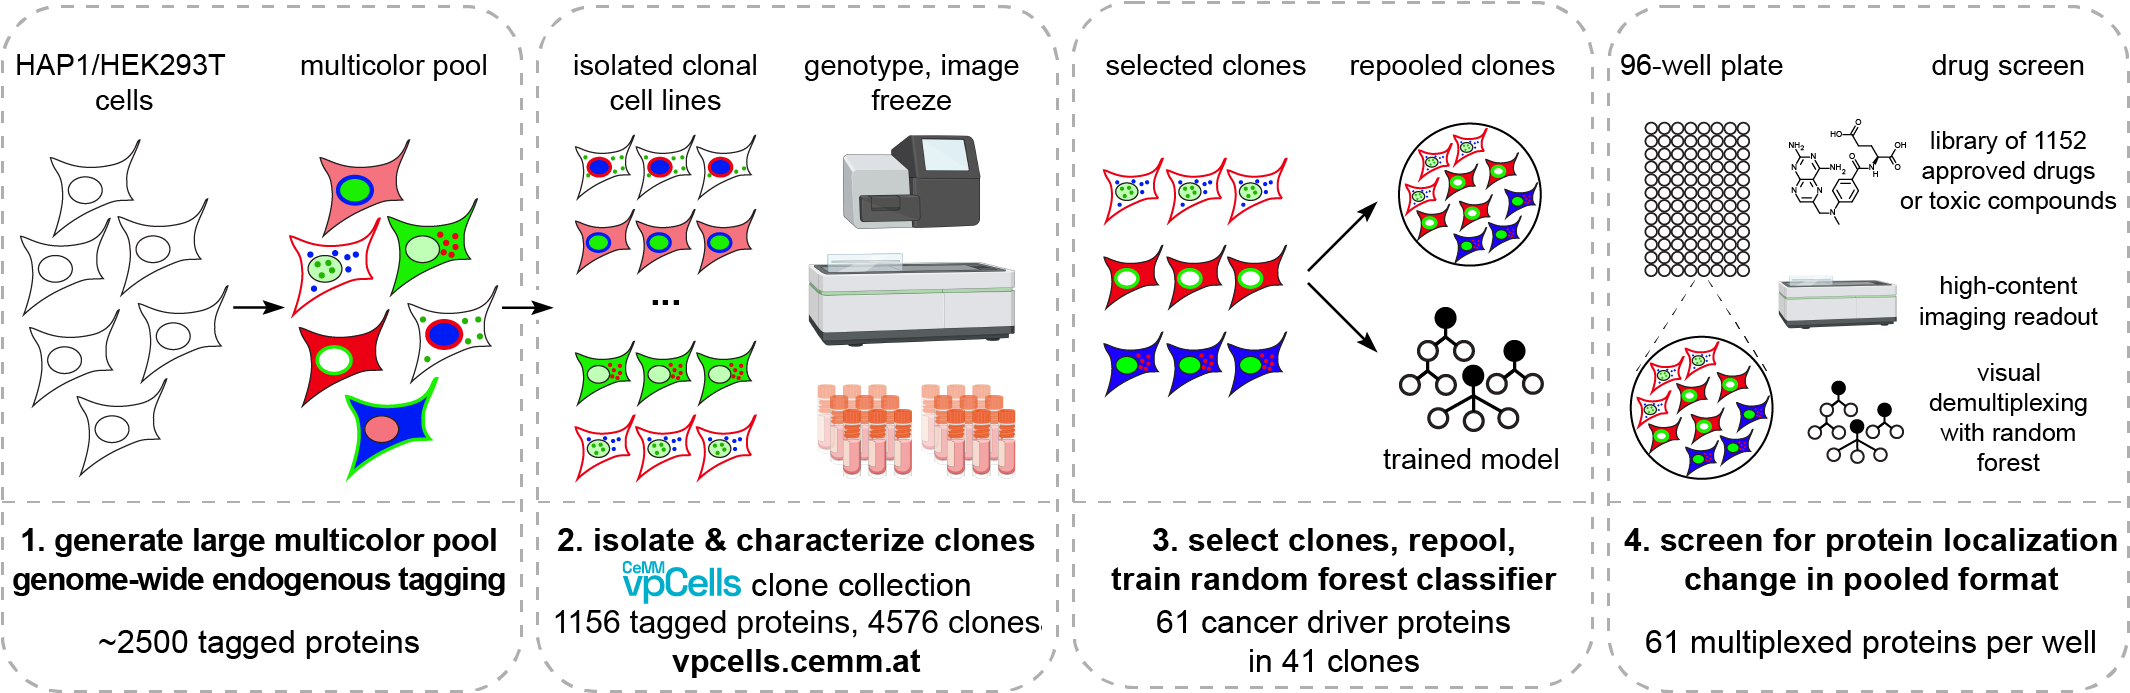 HAP1/HEK293T
cells
multicolor pool
1. generate large multicolor pool
genome-wide endogenous tagging
~2500 tagged proteins
isolated clonal
cell lines
genotype, image
freeze
...
2. isolate & characterize clones
CeMM
vpCells clone collection
1156 tagged proteins, 4576 clones
vpcells.cemm.at
selected clones
repooled clones
trained model
3. select clones, repool,
train random forest classifier
61 cancer driver proteins
in 41 clones
96-well plate
drug screen
O
HO
OH
NH₂
O
O
N
N
NH₂
N
H
N
N
N
library of 1152
approved drugs
or toxic compounds
high-content
imaging readout
visual
demultiplexing
with random
forest
4. screen for protein localization
change in pooled format
61 multiplexed proteins per well